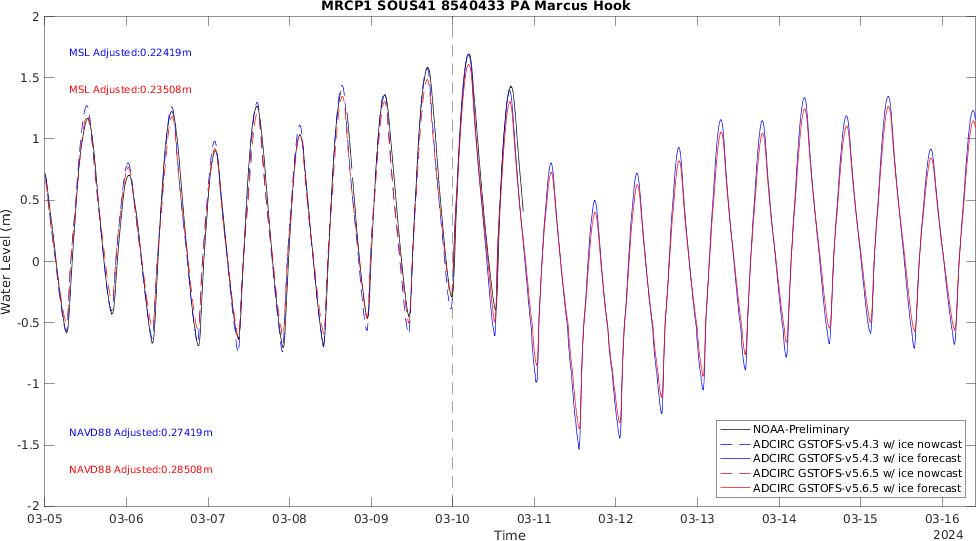 MRCP1 SOUS41 8540433 PA Marcus Hook
2
1.5
1
0.5
0
-0.5
-1
-1.5
-2
Water Level (m)
MSL Adjusted:0.22419m
MSL Adjusted:0.23508m
NAVD88 Adjusted:0.27419m
NAVD88 Adjusted:0.28508m
NOAA-Preliminary
ADCIRC GSTOFS-v5.4.3 w/ ice nowcast
ADCIRC GSTOFS-v5.4.3 w/ ice forecast
ADCIRC GSTOFS-v5.6.5 w/ ice nowcast
ADCIRC GSTOFS-v5.6.5 w/ ice forecast
03-05 03-06 03-07 03-08 03-09 03-10 03-11 03-12 03-13 03-14 03-15 03-16
Time
2024